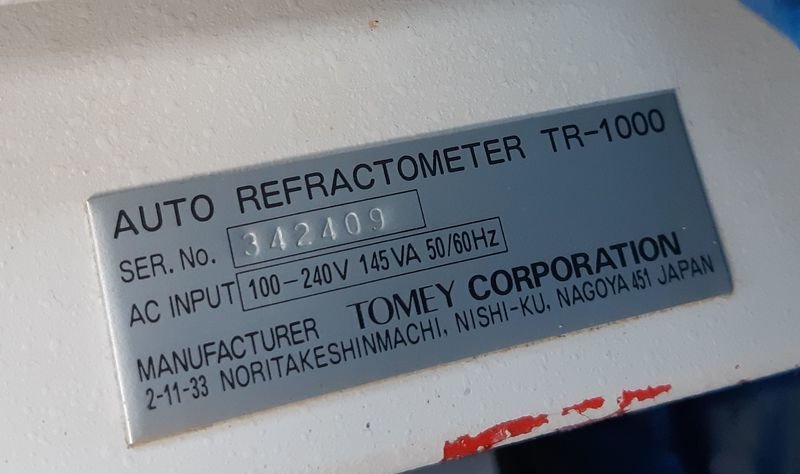 AUTO REFRACTOMETER TR-1000
SER. No. 342409
AC INPUT 100-240V 145VA 50/60Hz
MANUFACTURER TOMEY CORPORATION
2-11-33 NORITAKESHINMACHI, NISHI-KU, NAGOYA 451 JAPAN